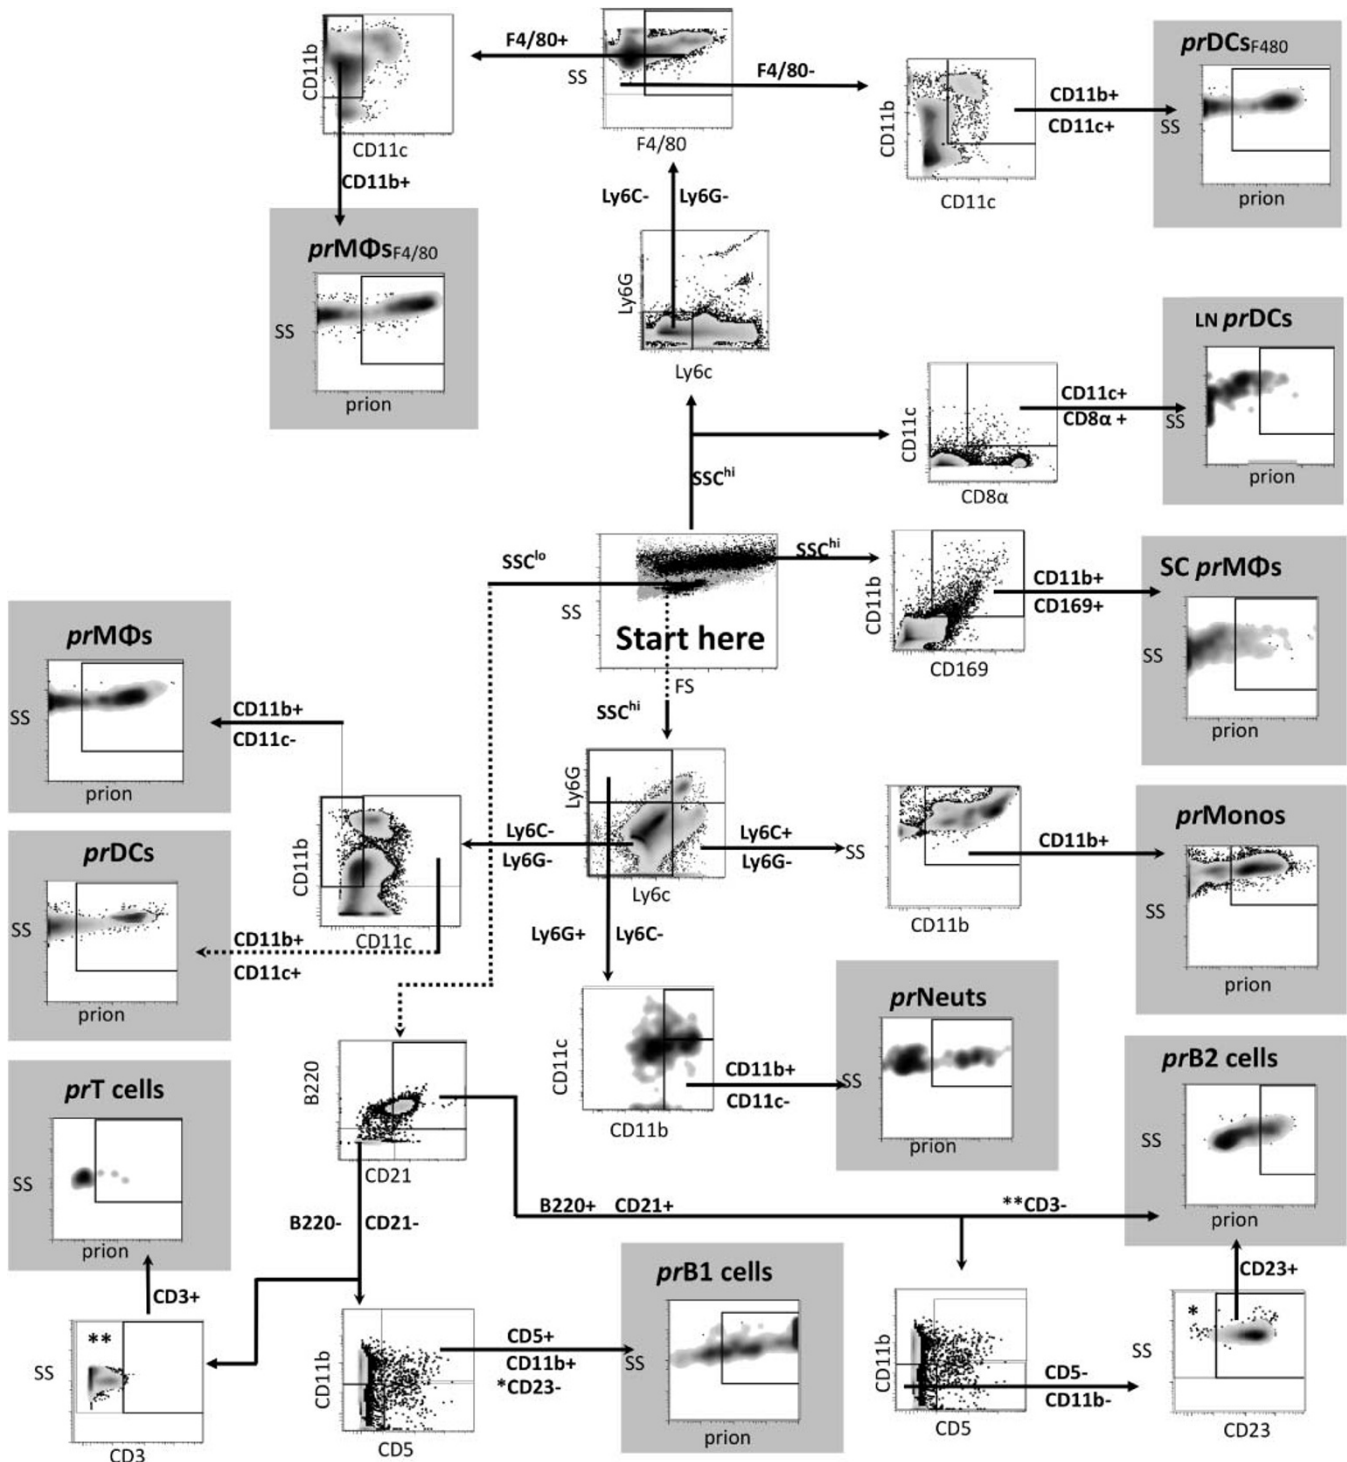 CD11b
CD11c
F4/80+
SS
F4/80
F4/80-
CD11b
CD11c
CD11b+
CD11c+
prDCsF480
SS
prion
CD11b+
prMΦsF4/80
SS
prion
Ly6C-
Ly6G-
Ly6G
Ly6c
LN prDCs
SS
prion
CD11c
CD8α
CD11c+
CD8α +
SSChi
SSClo
SS
Start here
FS
SSChi
CD11b
CD169
CD11b+
CD169+
SC prMΦs
SS
prion
SSChi
prMΦs
SS
prion
CD11b+
CD11c-
CD11b
CD11c
Ly6C-
Ly6G-
Ly6G
Ly6c
Ly6C+
Ly6G-
SS
CD11b
CD11b+
prMonos
SS
prion
prDCs
SS
prion
CD11b+
CD11c+
Ly6G+
Ly6C-
CD11c
CD11b
CD11b+
CD11c-
prNeuts
SS
prion
B220
CD21
prT cells
SS
prion
prB2 cells
SS
prion
B220-
CD21-
B220+
CD21+
**CD3-
CD3+
**
SS
CD3
CD11b
CD5
CD5+
CD11b+
*CD23-
prB1 cells
SS
prion
CD11b
CD5
CD5-
CD11b-
CD23+
*
SS
CD23